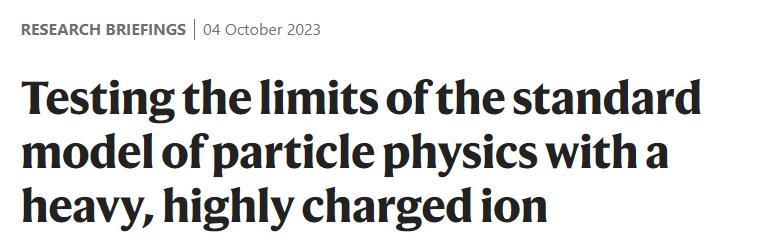 RESEARCH BRIEFINGS | 04 October 2023
Testing the limits of the standard
model of particle physics with a
heavy, highly charged ion